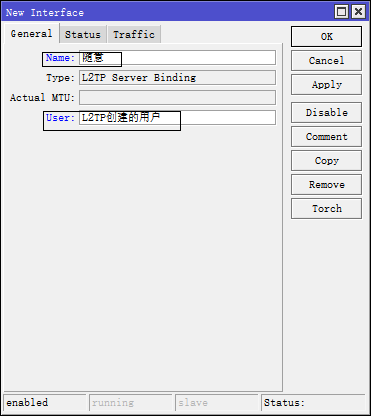 New Interface
General Status Traffic
Name: 随意
Type: L2TP Server Binding
Actual MTU:
User: L2TP创建的用户
OK
Cancel
Apply
Disable
Comment
Copy
Remove
Torch
enabled running slave Status: